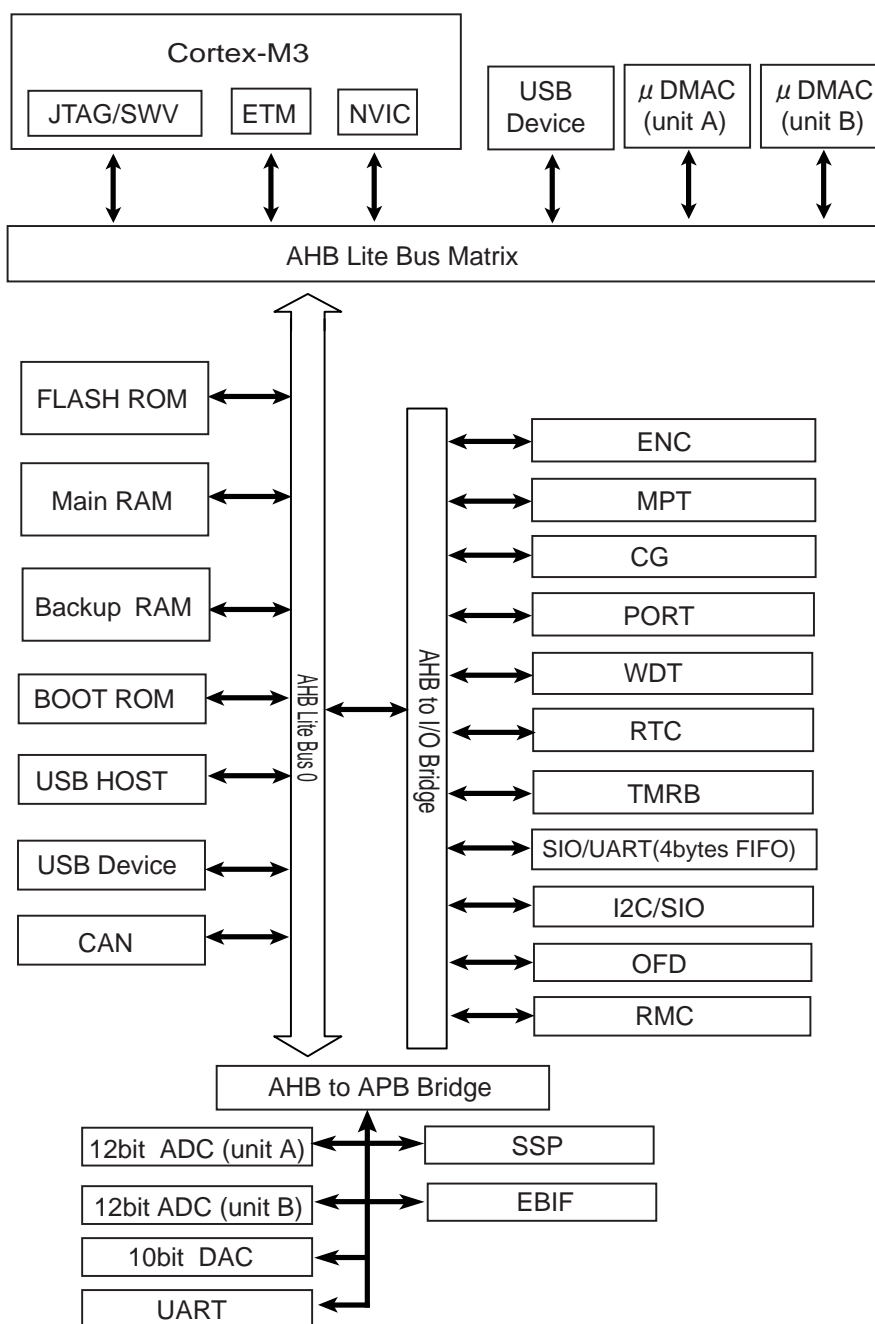 Cortex-M3
JTAG/SWV
ETM
NVIC
USB
Device
μ DMAC
(unit A)
μ DMAC
(unit B)
AHB Lite Bus Matrix
FLASH ROM
Main RAM
Backup RAM
BOOT ROM
USB HOST
USB Device
CAN
AHB Lite Bus 0
AHB to I/O Bridge
ENC
MPT
CG
PORT
WDT
RTC
TMRB
SIO/UART(4bytes FIFO)
I2C/SIO
OFD
RMC
AHB to APB Bridge
12bit ADC (unit A)
12bit ADC (unit B)
10bit DAC
UART
SSP
EBIF